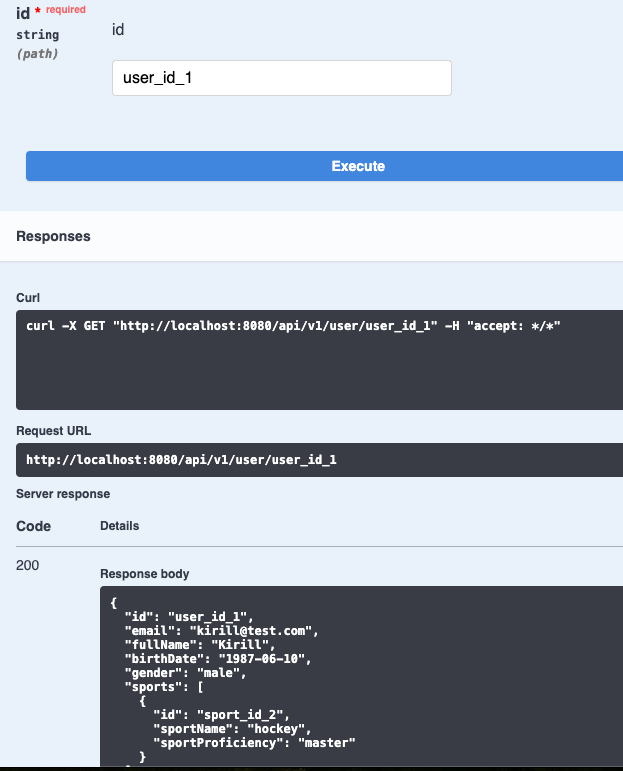 id * required
string
(path)
id
user_id_1
Execute
Responses
Curl
curl -X GET "http://localhost:8080/api/v1/user/user_id_1" -H "accept: */*"
Request URL
http://localhost:8080/api/v1/user/user_id_1
Server response
Code Details
200
Response body
{
  "id": "user_id_1",
  "email": "kirill@test.com",
  "fullName": "Kirill",
  "birthDate": "1987-06-10",
  "gender": "male",
  "sports": [
    {
      "id": "sport_id_2",
      "sportName": "hockey",
      "sportProficiency": "master"
    }